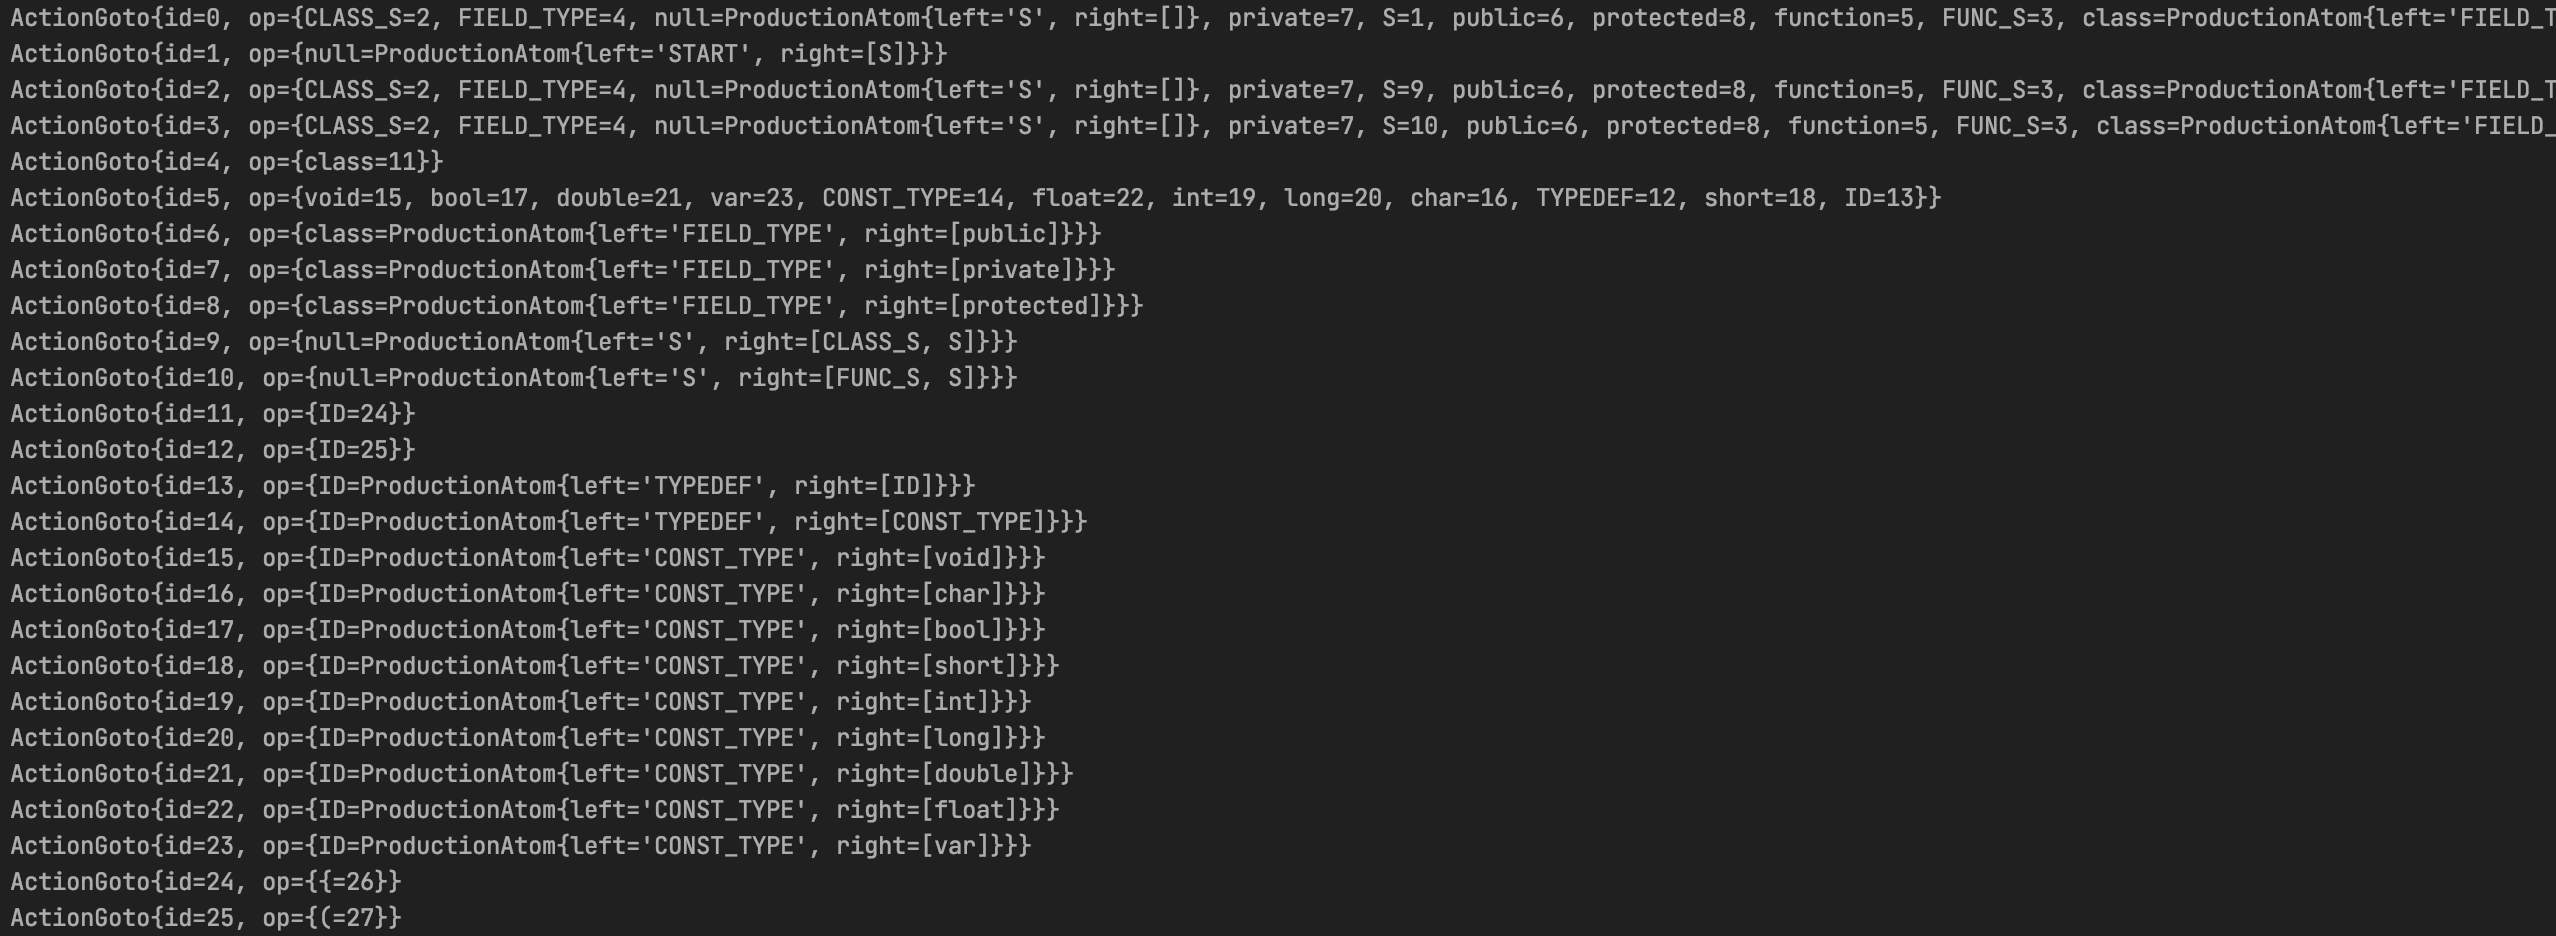 ActionGoto{id=0, op={CLASS_S=2, FIELD_TYPE=4, null=ProductionAtom{left='S', right=[]}, private=7, S=1, public=6, protected=8, function=5, FUNC_S=3, class=ProductionAtom{left='FIELD_T
ActionGoto{id=1, op={null=ProductionAtom{left='START', right=[S]}}}
ActionGoto{id=2, op={CLASS_S=2, FIELD_TYPE=4, null=ProductionAtom{left='S', right=[]}, private=7, S=9, public=6, protected=8, function=5, FUNC_S=3, class=ProductionAtom{left='FIELD_T
ActionGoto{id=3, op={CLASS_S=2, FIELD_TYPE=4, null=ProductionAtom{left='S', right=[]}, private=7, S=10, public=6, protected=8, function=5, FUNC_S=3, class=ProductionAtom{left='FIELD_
ActionGoto{id=4, op={class=11}}
ActionGoto{id=5, op={void=15, bool=17, double=21, var=23, CONST_TYPE=14, float=22, int=19, long=20, char=16, TYPEDEF=12, short=18, ID=13}}
ActionGoto{id=6, op={class=ProductionAtom{left='FIELD_TYPE', right=[public]}}}
ActionGoto{id=7, op={class=ProductionAtom{left='FIELD_TYPE', right=[private]}}}
ActionGoto{id=8, op={class=ProductionAtom{left='FIELD_TYPE', right=[protected]}}}
ActionGoto{id=9, op={null=ProductionAtom{left='S', right=[CLASS_S, S]}}}
ActionGoto{id=10, op={null=ProductionAtom{left='S', right=[FUNC_S, S]}}}
ActionGoto{id=11, op={ID=24}}
ActionGoto{id=12, op={ID=25}}
ActionGoto{id=13, op={ID=ProductionAtom{left='TYPEDEF', right=[ID]}}}
ActionGoto{id=14, op={ID=ProductionAtom{left='TYPEDEF', right=[CONST_TYPE]}}}
ActionGoto{id=15, op={ID=ProductionAtom{left='CONST_TYPE', right=[void]}}}
ActionGoto{id=16, op={ID=ProductionAtom{left='CONST_TYPE', right=[char]}}}
ActionGoto{id=17, op={ID=ProductionAtom{left='CONST_TYPE', right=[bool]}}}
ActionGoto{id=18, op={ID=ProductionAtom{left='CONST_TYPE', right=[short]}}}
ActionGoto{id=19, op={ID=ProductionAtom{left='CONST_TYPE', right=[int]}}}
ActionGoto{id=20, op={ID=ProductionAtom{left='CONST_TYPE', right=[long]}}}
ActionGoto{id=21, op={ID=ProductionAtom{left='CONST_TYPE', right=[double]}}}
ActionGoto{id=22, op={ID=ProductionAtom{left='CONST_TYPE', right=[float]}}}
ActionGoto{id=23, op={ID=ProductionAtom{left='CONST_TYPE', right=[var]}}}
ActionGoto{id=24, op={{=26}}
ActionGoto{id=25, op={(=27}}